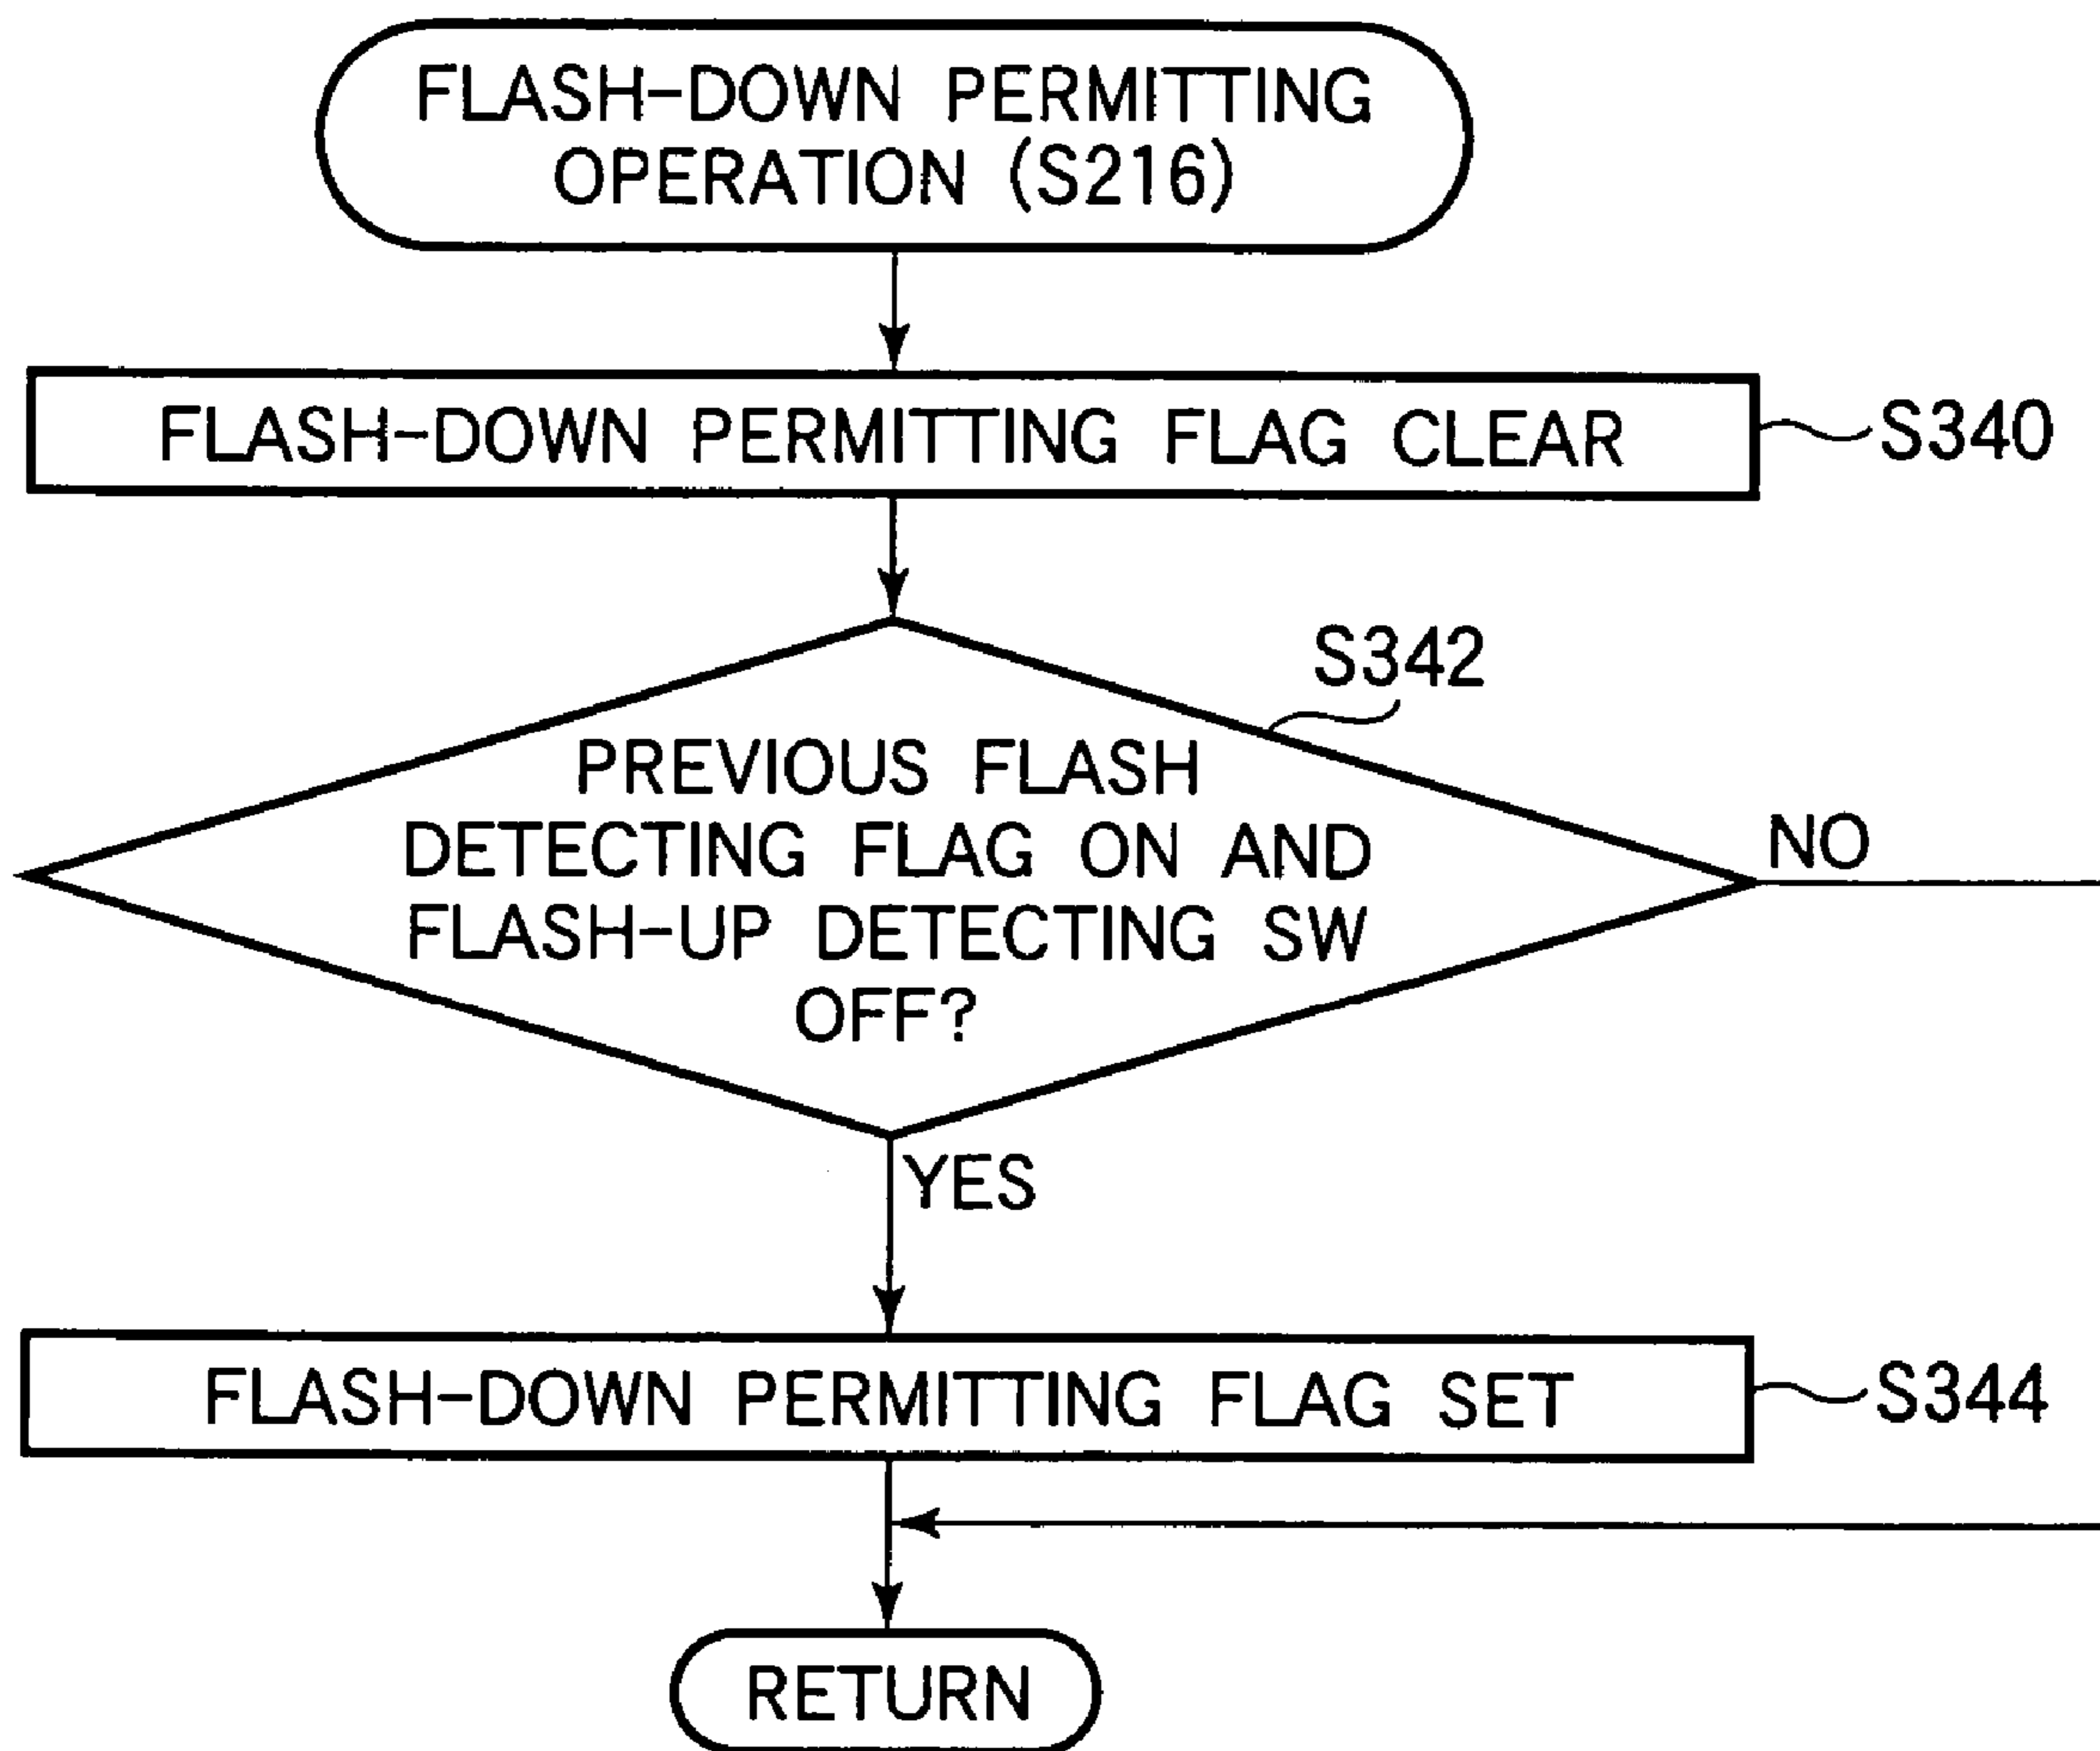 FLASH-DOWN PERMITTING
OPERATION (S216)
FLASH-DOWN PERMITTING FLAG CLEAR
S340
S342
PREVIOUS FLASH
DETECTING FLAG ON AND
FLASH-UP DETECTING SW
OFF?
NO
YES
FLASH-DOWN PERMITTING FLAG SET
S344
RETURN